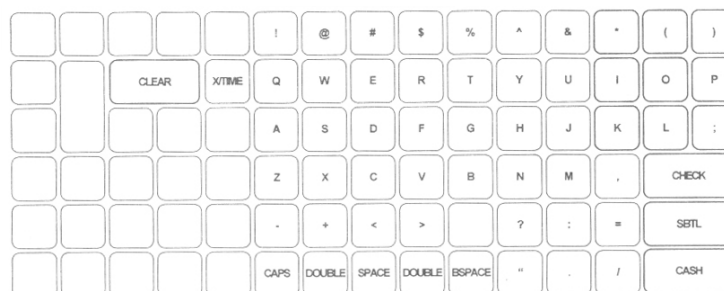 ! @ # $ % ^ & * ( )
CLEAR X/TIME Q W E R T Y U I O P
A S D F G H J K L ;
Z X C V B N M , CHECK
- + < > ? : = SBTL
CAPS DOUBLE SPACE DOUBLE BSPACE " . / CASH